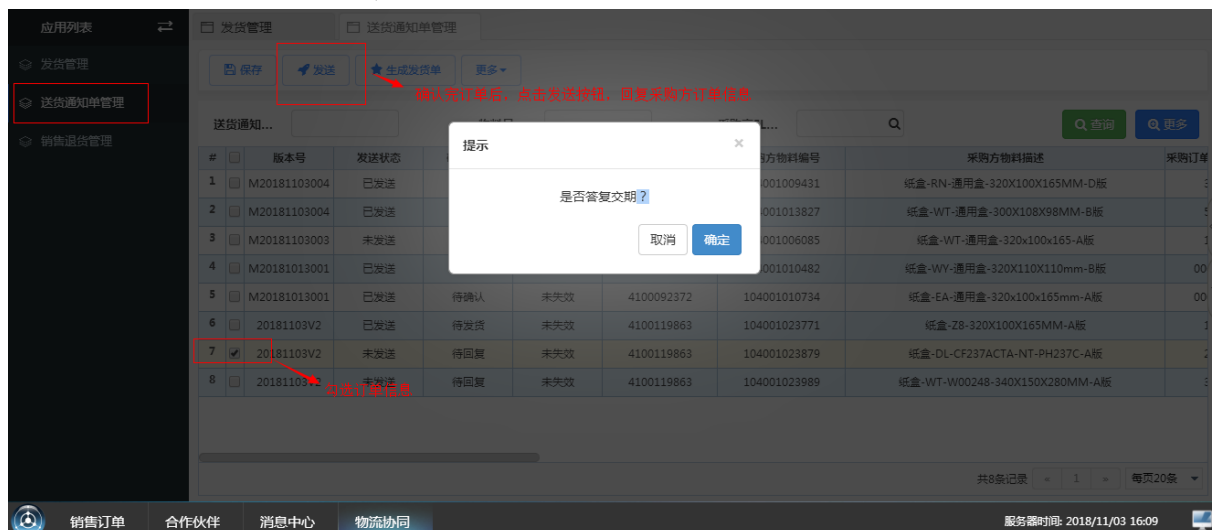 应用列表
发货管理
送货通知单管理
发货管理
送货通知单管理
销售退货管理
保存
发送
生成发货单
更多
确认完订单后，点击发送按钮，回复采购方订单信息
送货通知...
查询
更多
# 版本号 发送状态 方物料编号 采购方物料描述 采购订单
1 M20181103004 已发送 001009431 纸盒-RN-通用盒-320X100X165MM-D版
2 M20181103004 已发送 001013827 纸盒-WT-通用盒-300X108X98MM-B版
3 M20181103003 未发送 001006085 纸盒-WT-通用盒-320x100x165-A版
4 M20181013001 已发送 001010482 纸盒-WY-通用盒-320X110X110mm-B版 00
5 M20181013001 已发送 待确认 未失效 4100092372 104001010734 纸盒-EA-通用盒-320x100x165mm-A版 00
6 20181103V2 已发送 待发货 未失效 4100119863 104001023771 纸盒-Z8-320X100X165MM-A版
7 20181103V2 未发送 待回复 未失效 4100119863 104001023879 纸盒-DL-CF237ACTA-NT-PH237C-A版
8 20181103V2 未发送 待回复 未失效 4100119863 104001023989 纸盒-WT-W00248-340X150X280MM-A版
勾选订单信息
提示
×
是否答复交期？
取消
确定
共8条记录 « 1 » 每页20条
销售订单
合作伙伴
消息中心
物流协同
服务器时间: 2018/11/03 16:09